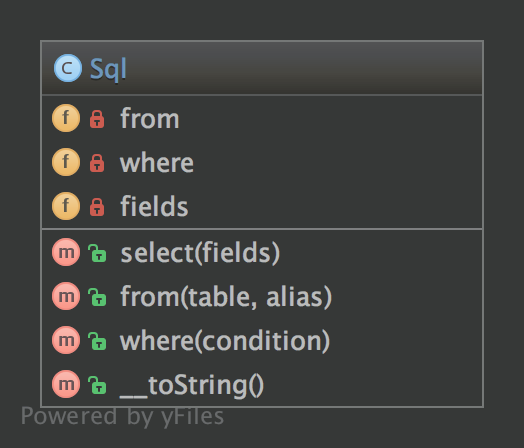 C Sql
f from
f where
f fields
m select(fields)
m from(table, alias)
m where(condition)
m __toString()
Powered by yFiles